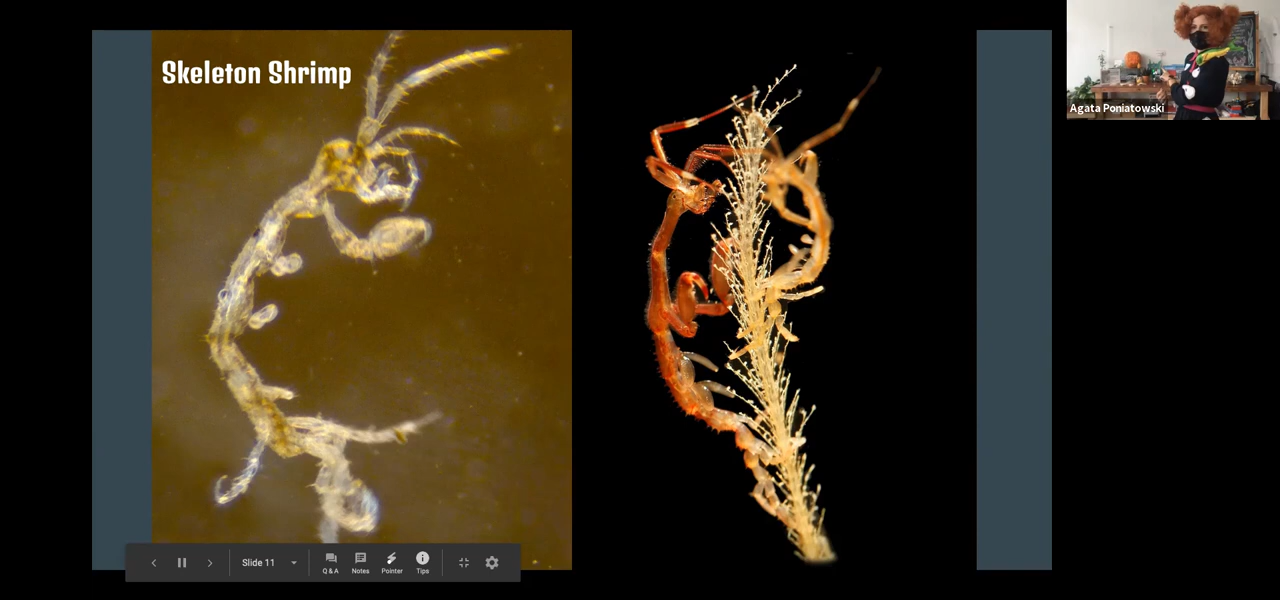 Skeleton Shrimp
Agata Poniatowski
Slide 11
Q & A
Notes
Pointer
Tips